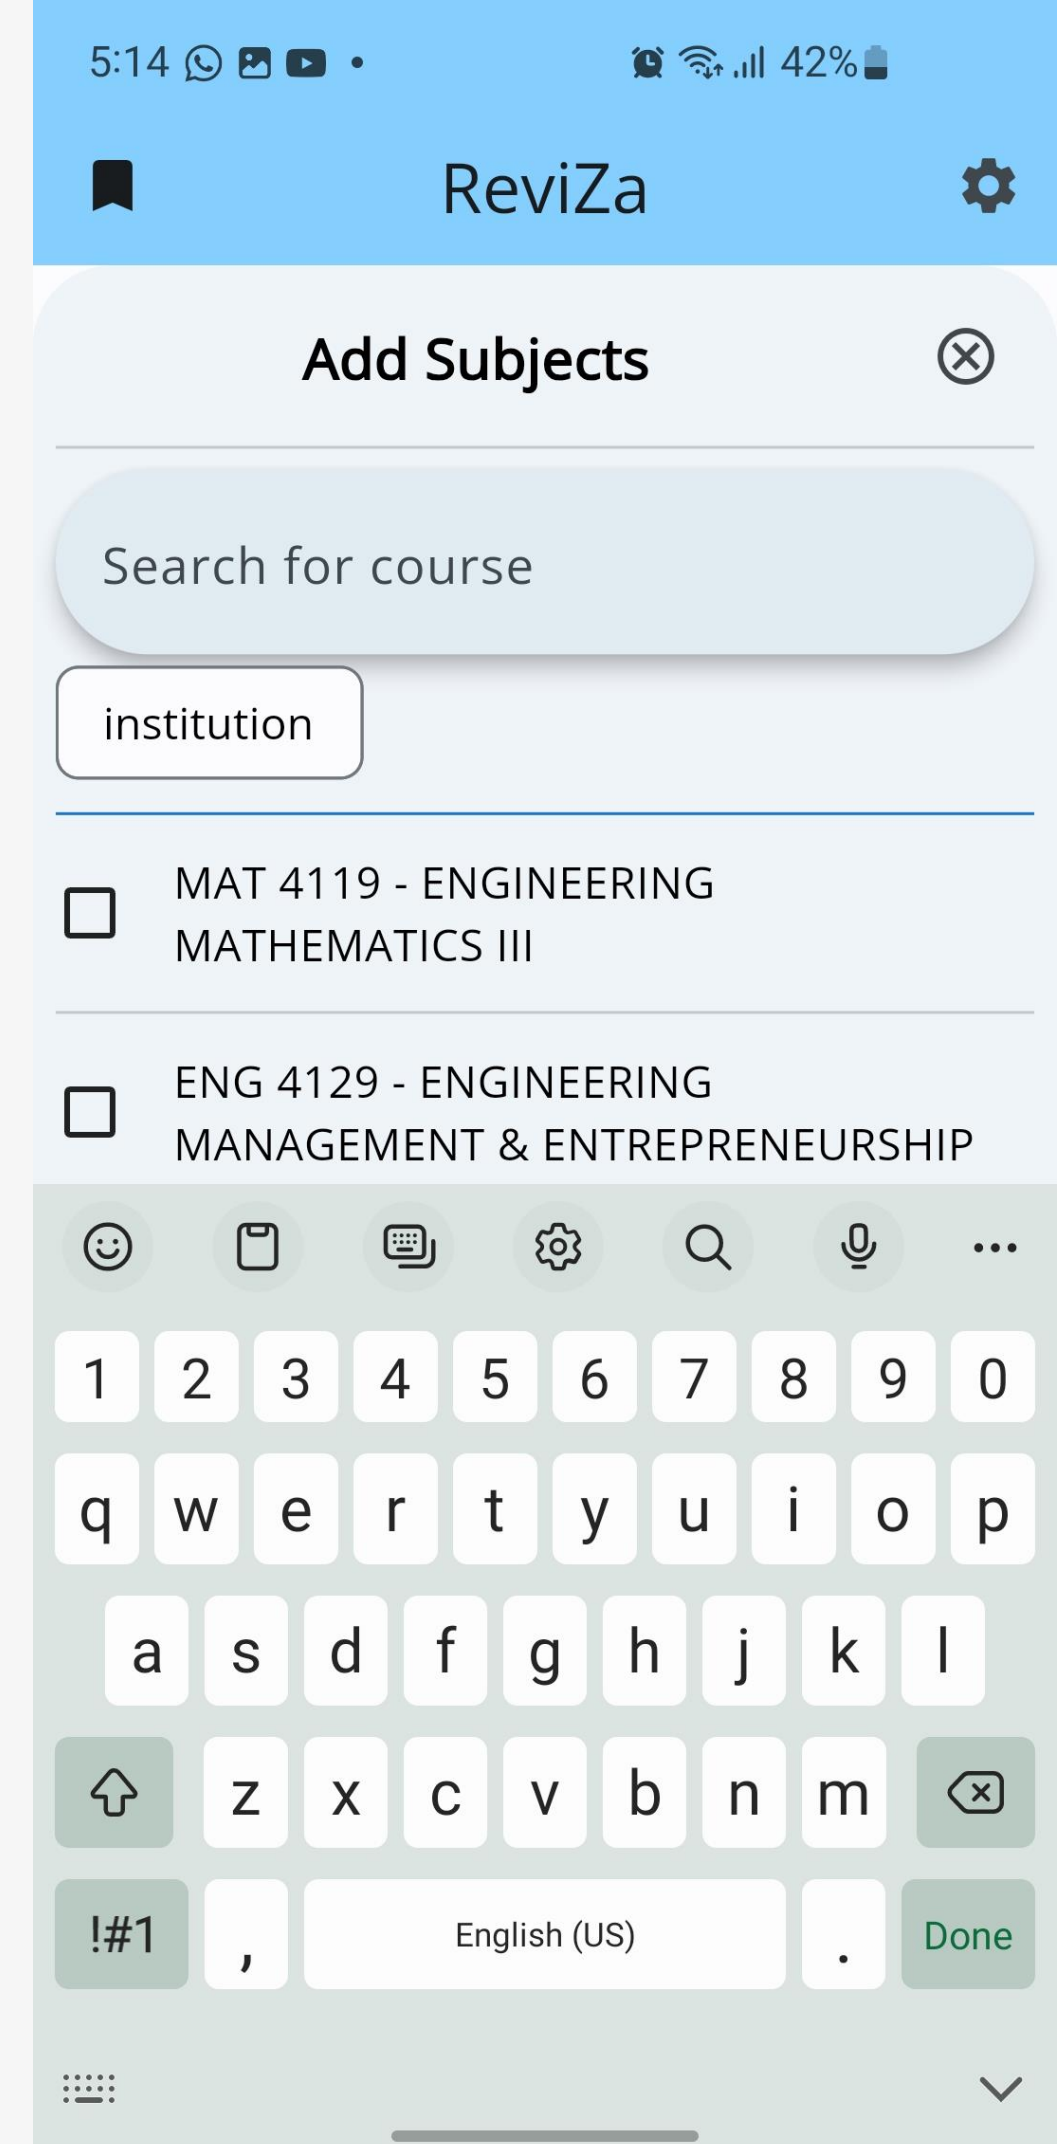 5:14 42%
ReviZa
Add Subjects
Search for course
institution
MAT 4119 - ENGINEERING
MATHEMATICS III
ENG 4129 - ENGINEERING
MANAGEMENT & ENTREPRENEURSHIP
1 2 3 4 5 6 7 8 9 0
q w e r t y u i o p
a s d f g h j k l
z x c v b n m
!#1 , English (US) . Done